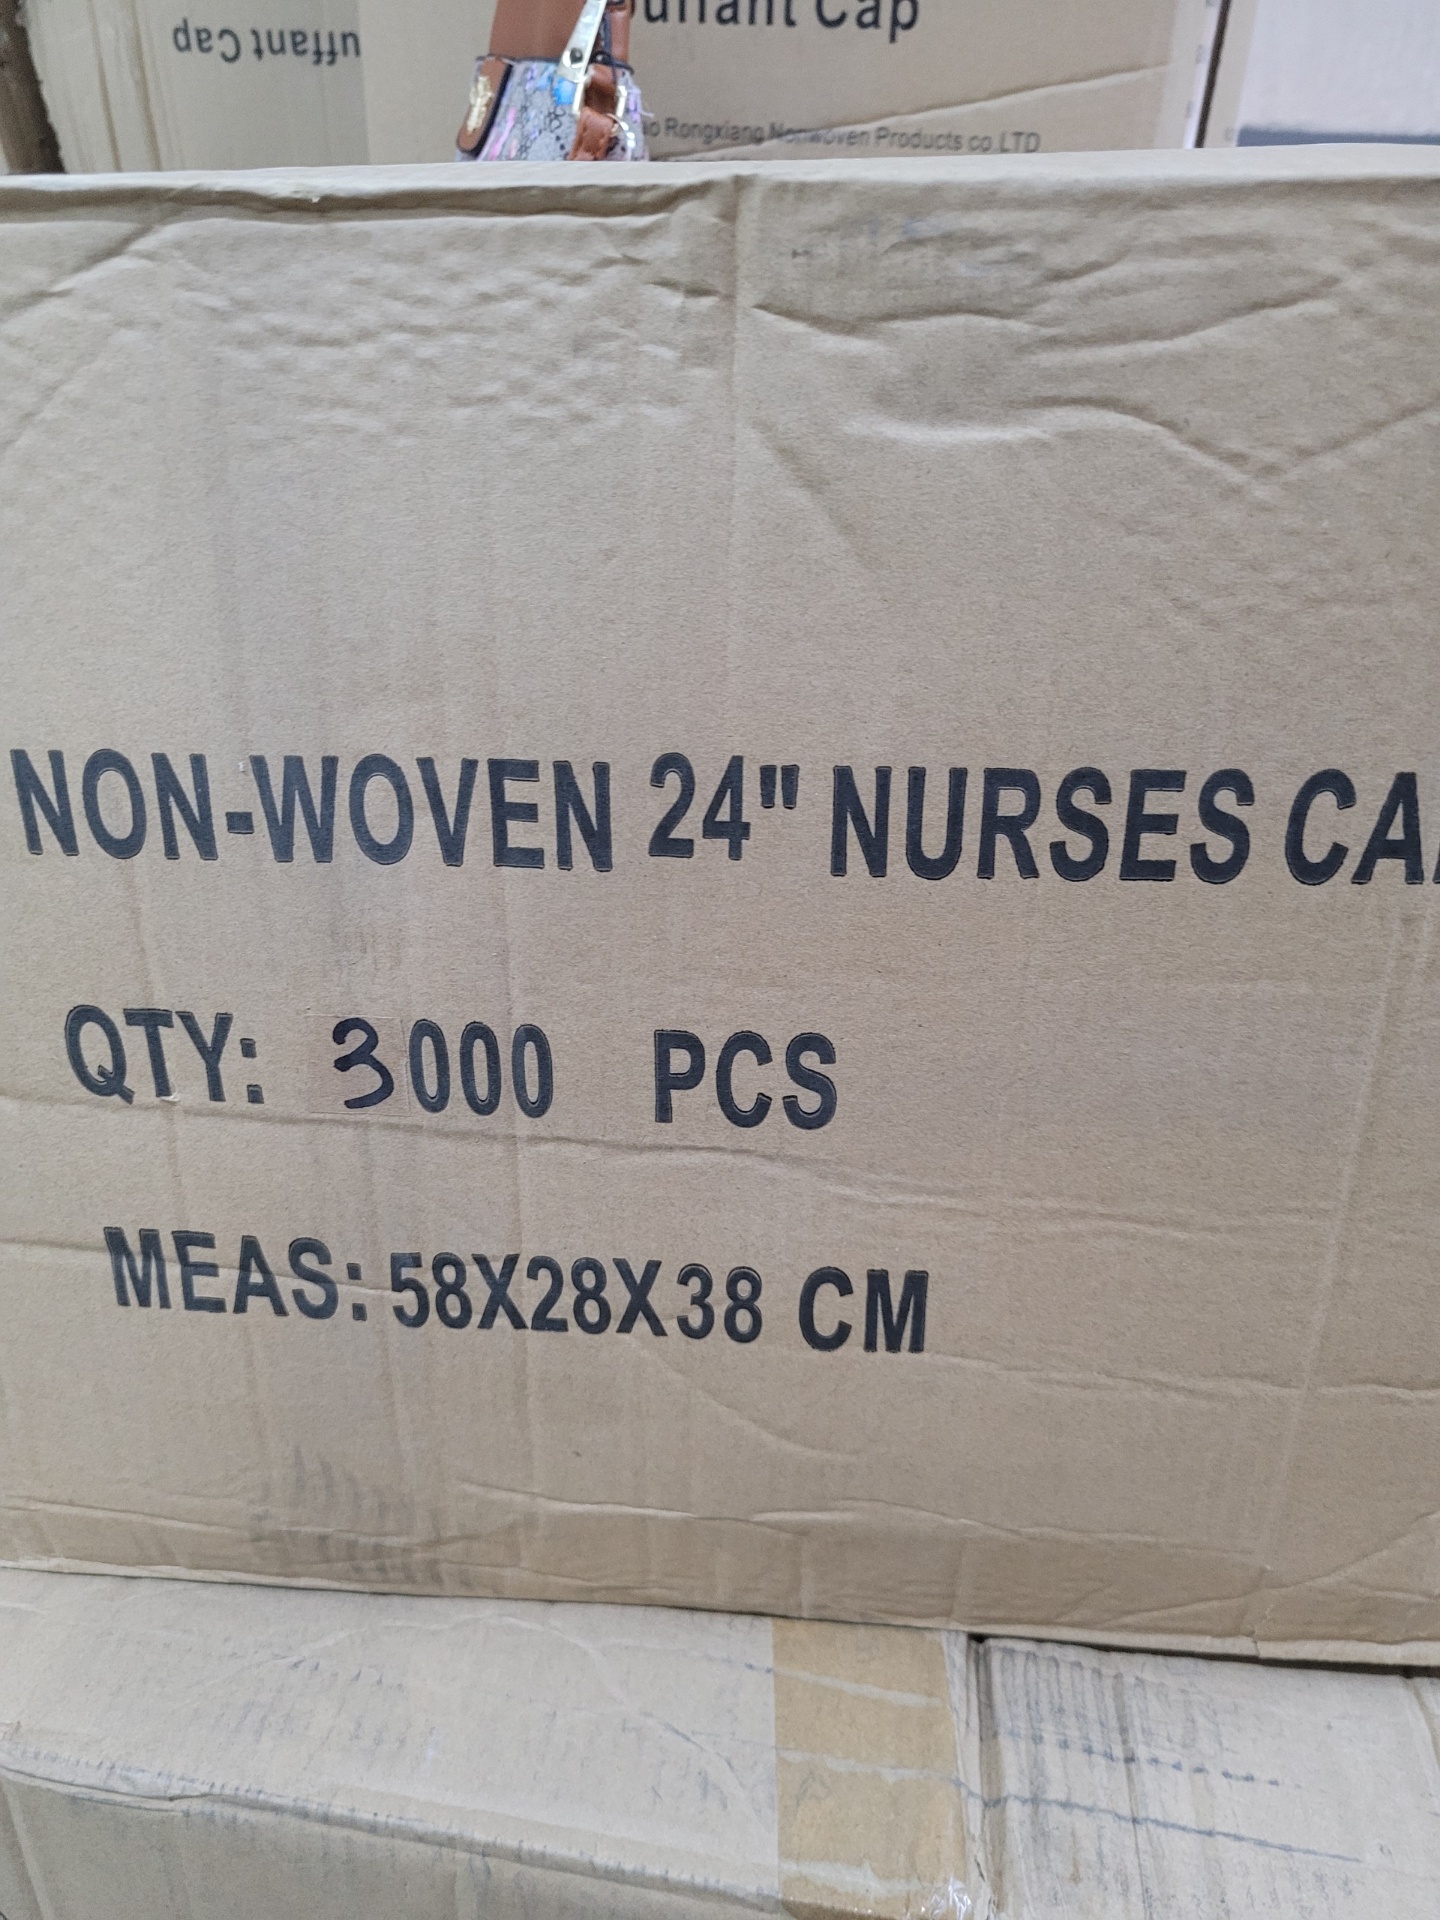 uffant Cap
uffant Cap
ao Rongxiang Nonwoven Products co.LTD
NON-WOVEN 24" NURSES CA
QTY: 3000 PCS
MEAS: 58X28X38 CM